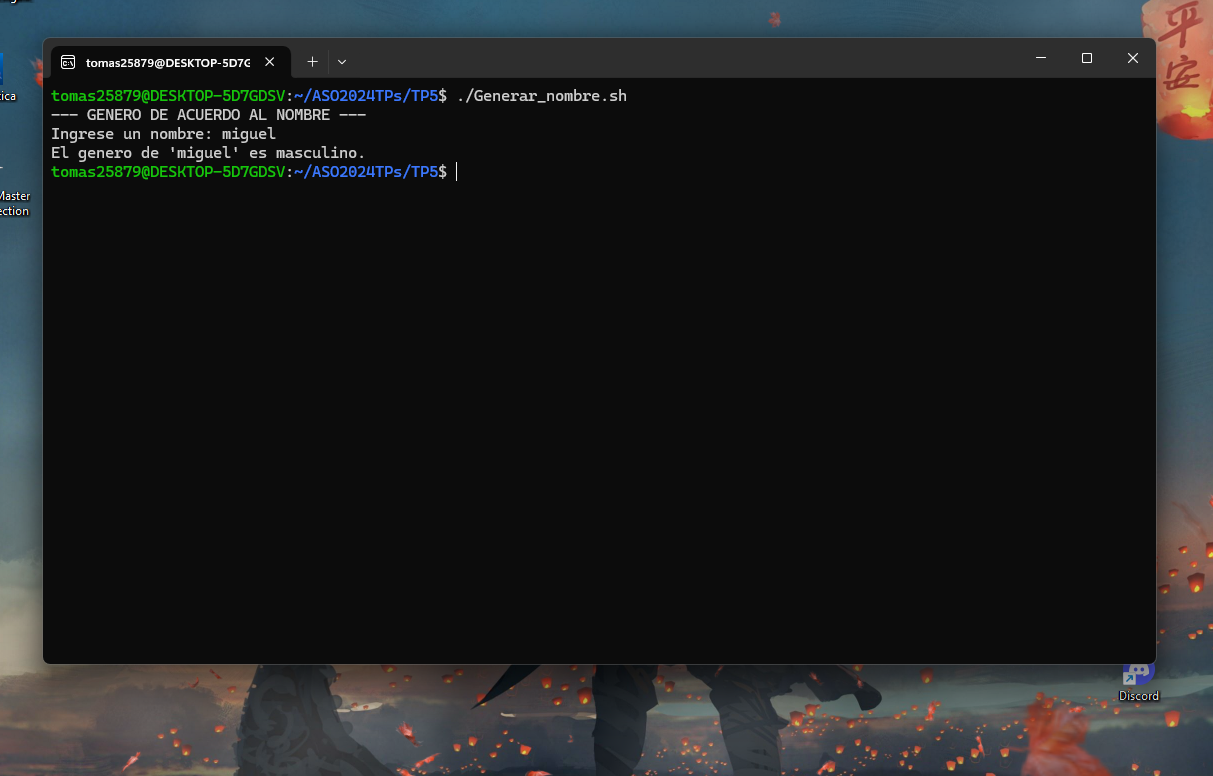 tomas25879@DESKTOP-5D7G
tomas25879@DESKTOP-5D7GDSV:~/ASO2024TPs/TP5$ ./Generar_nombre.sh
--- GENERO DE ACUERDO AL NOMBRE ---
Ingrese un nombre: miguel
El genero de 'miguel' es masculino.
tomas25879@DESKTOP-5D7GDSV:~/ASO2024TPs/TP5$
tica
Master
ection
平
安
Discord